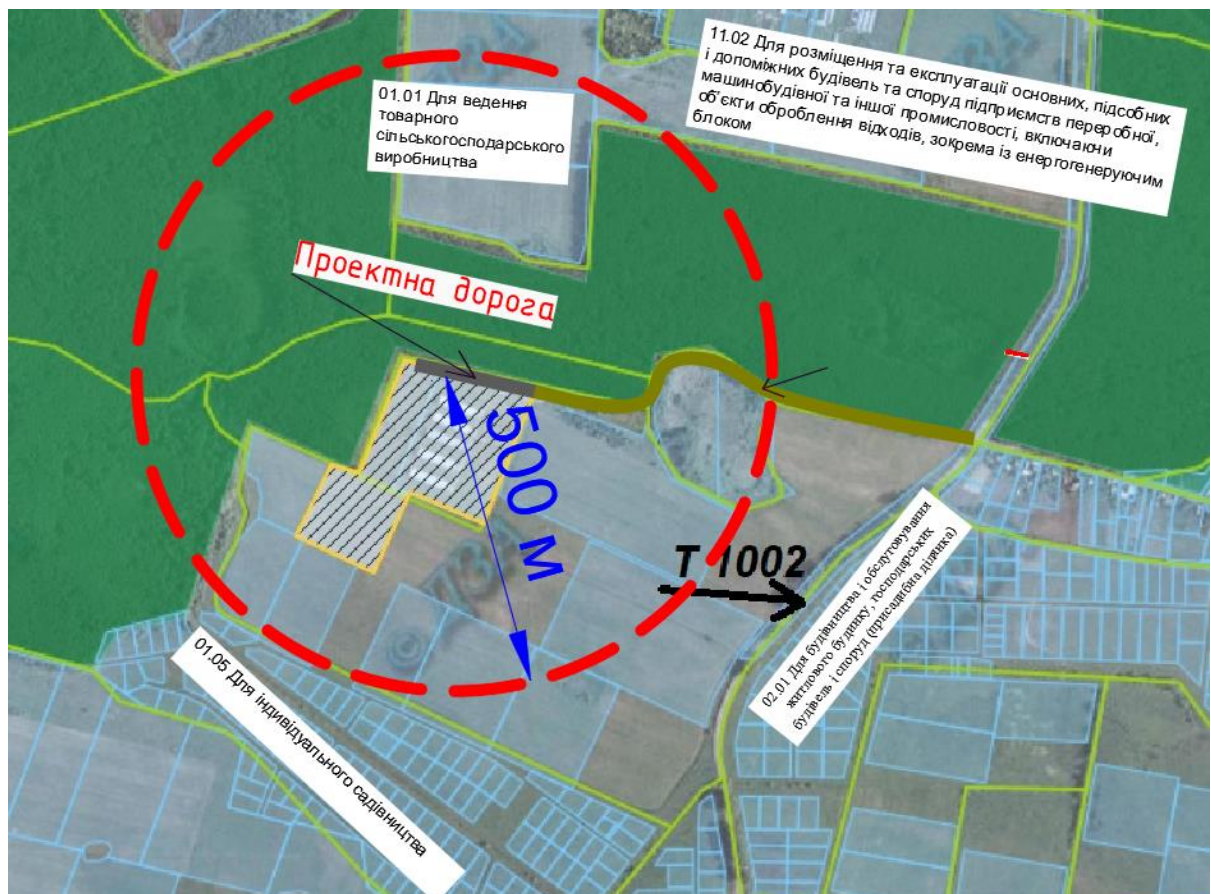 01.01 Для ведення
товарного
сільськогосподарського
виробництва
11.02 Для розміщення та експлуатації основних, підсобних
і допоміжних будівель та споруд підприємств переробної,
машинобудівної та іншої промисловості, включаючи
об'єкти оброблення відходів, зокрема із енергогенеруючим
блоком
Проектна дорога
500 м
Т 1002
02.01 Для будівництва і обслуговування
житлового будинку, господарських
будівель і споруд (присадибна ділянка)
01.05 Для індивідуального садівництва